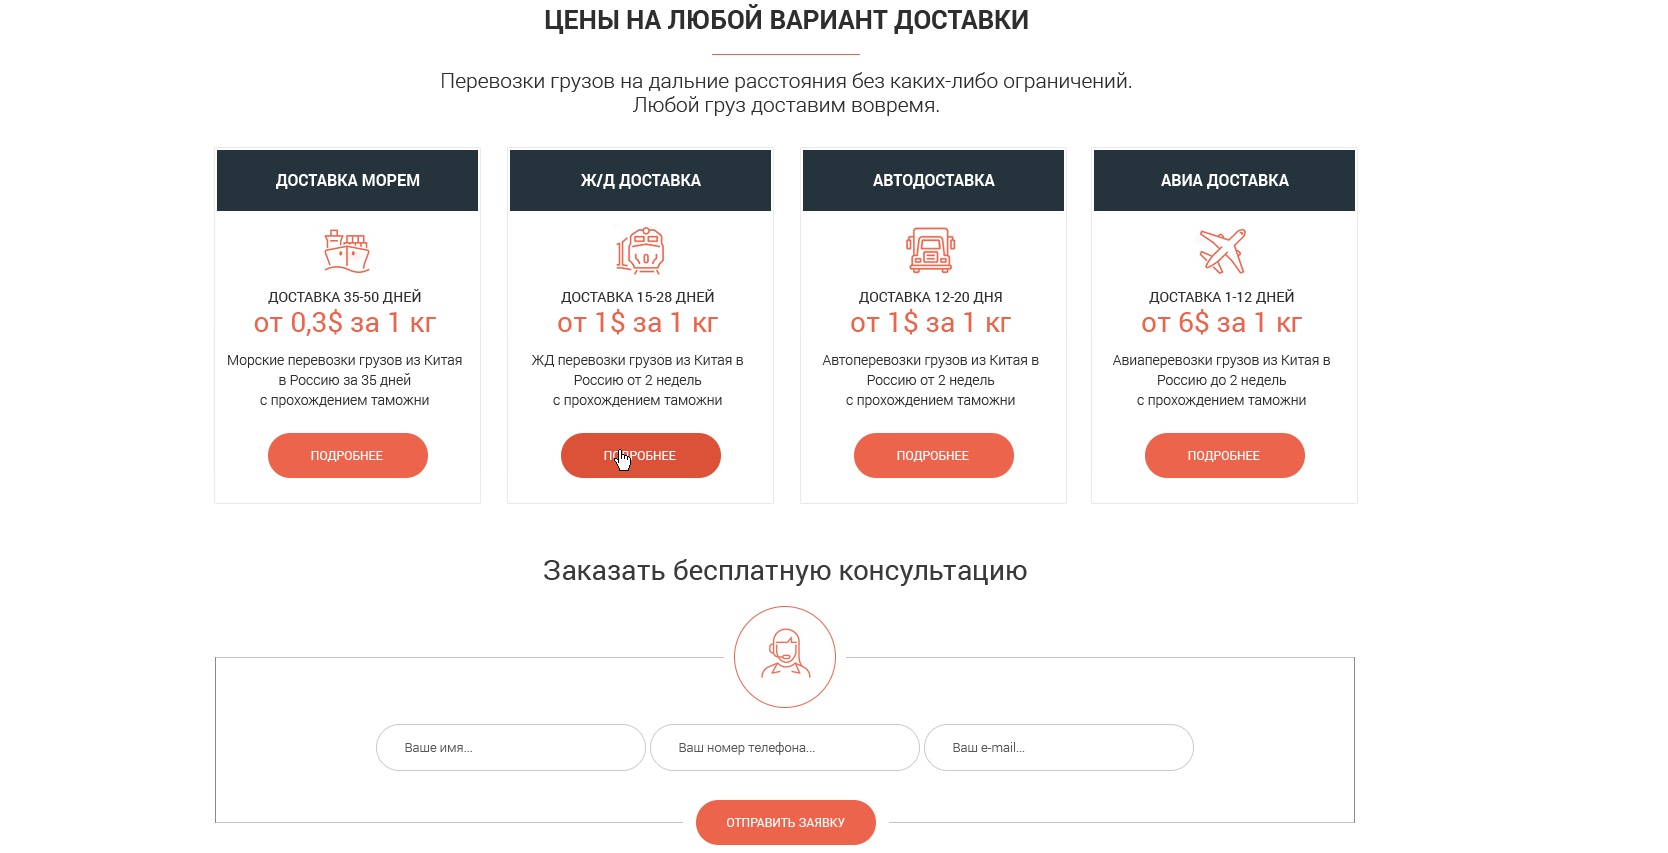 ЦЕНЫ НА ЛЮБОЙ ВАРИАНТ ДОСТАВКИ
Перевозки грузов на дальние расстояния без каких-либо ограничений.
Любой груз доставим вовремя.
ДОСТАВКА МОРЕМ
ДОСТАВКА 35-50 ДНЕЙ
от 0,3$ за 1 кг
Морские перевозки грузов из Китая
в Россию за 35 дней
с прохождением таможни
ПОДРОБНЕЕ
Ж/Д ДОСТАВКА
ДОСТАВКА 15-28 ДНЕЙ
от 1$ за 1 кг
ЖД перевозки грузов из Китая в
Россию от 2 недель
с прохождением таможни
ПОДРОБНЕЕ
АВТОДОСТАВКА
ДОСТАВКА 12-20 ДНЯ
от 1$ за 1 кг
Автоперевозки грузов из Китая в
Россию от 2 недель
с прохождением таможни
ПОДРОБНЕЕ
АВИА ДОСТАВКА
ДОСТАВКА 1-12 ДНЕЙ
от 6$ за 1 кг
Авиаперевозки грузов из Китая в
Россию до 2 недель
с прохождением таможни
ПОДРОБНЕЕ
Заказать бесплатную консультацию
Ваше имя...
Ваш номер телефона...
Ваш e-mail...
ОТПРАВИТЬ ЗАЯВКУ